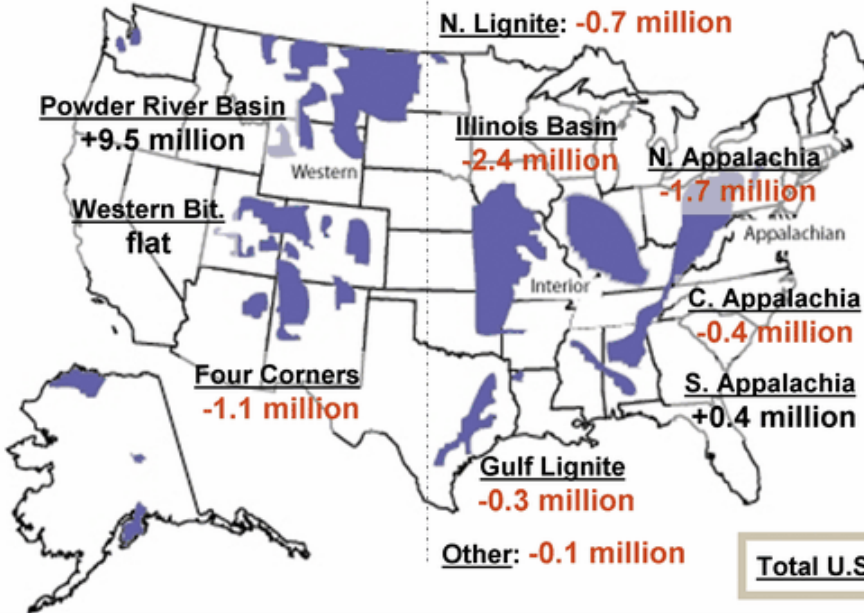 N. Lignite: -0.7 million
Powder River Basin
+9.5 million
Illinois Basin
-2.4 million
N. Appalachia
-1.7 million
Western
Western Bit.
flat
Appalachian
Interior
C. Appalachia
-0.4 million
Four Corners
-1.1 million
S. Appalachia
+0.4 million
Gulf Lignite
-0.3 million
Other: -0.1 million
Total U.S